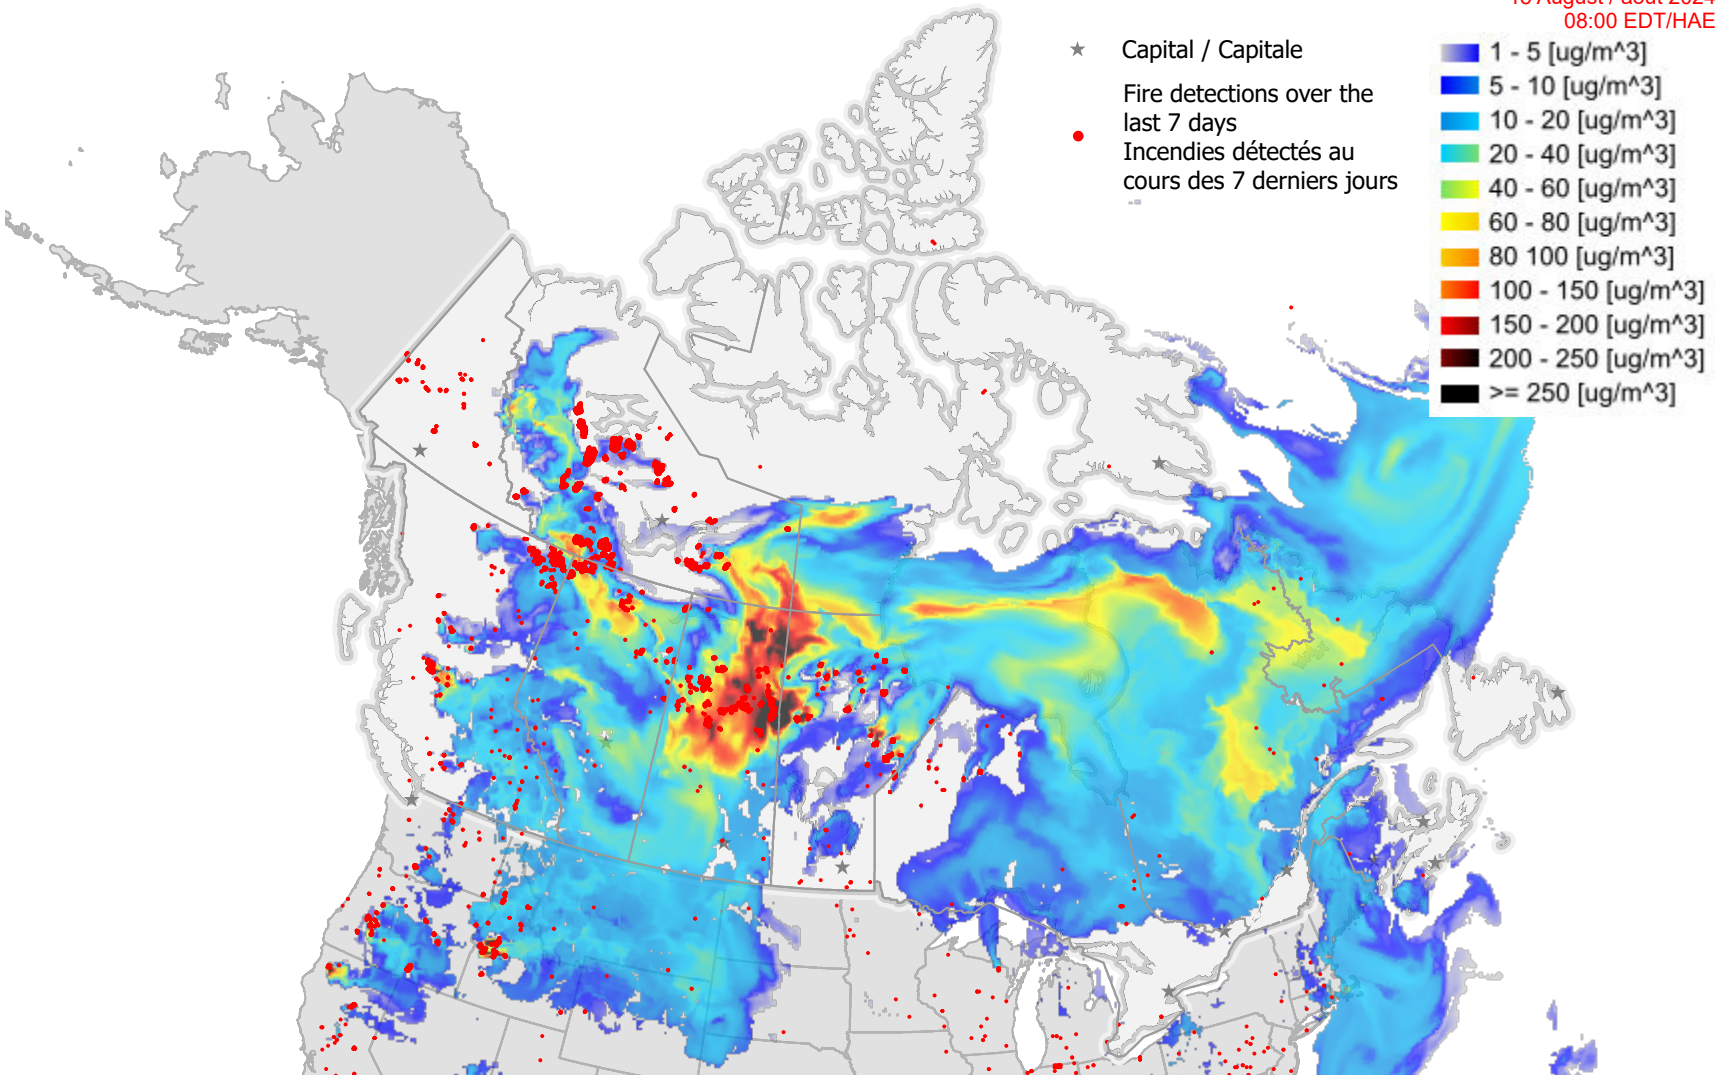 August / août 2024
08:00 EDT/HAE
Capital / Capitale
Fire detections over the
last 7 days
Incendies détectés au
cours des 7 derniers jours
1 - 5 [ug/m^3]
5 - 10 [ug/m^3]
10 - 20 [ug/m^3]
20 - 40 [ug/m^3]
40 - 60 [ug/m^3]
60 - 80 [ug/m^3]
80 100 [ug/m^3]
100 - 150 [ug/m^3]
150 - 200 [ug/m^3]
200 - 250 [ug/m^3]
>= 250 [ug/m^3]